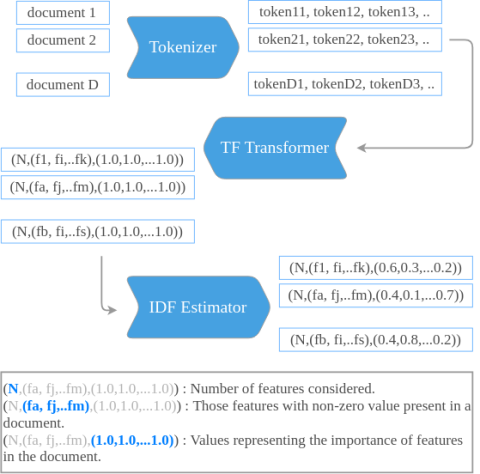 document 1
document 2
document D
Tokenizer
token11, token12, token13, ..
token21, token22, token23, ..
tokenD1, tokenD2, tokenD3, ..
TF Transformer
(N,(f1, fi,..fk),(1.0,1.0,...1.0))
(N,(fa, fj,..fm),(1.0,1.0,...1.0))
(N,(fb, fi,..fs),(1.0,1.0,...1.0))
IDF Estimator
(N,(f1, fi,..fk),(0.6,0.3,...0.2))
(N,(fa, fj,..fm),(0.4,0.1,...0.7))
(N,(fb, fi,..fs),(0.4,0.8,...0.2))
(N,(fa, fj,..fm),(1.0,1.0,...1.0)) : Number of features considered.
(N,(fa, fj,..fm),(1.0,1.0,...1.0)) : Those features with non-zero value present in a
document.
(N,(fa, fj,..fm),(1.0,1.0,...1.0)) : Values representing the importance of features
in the document.